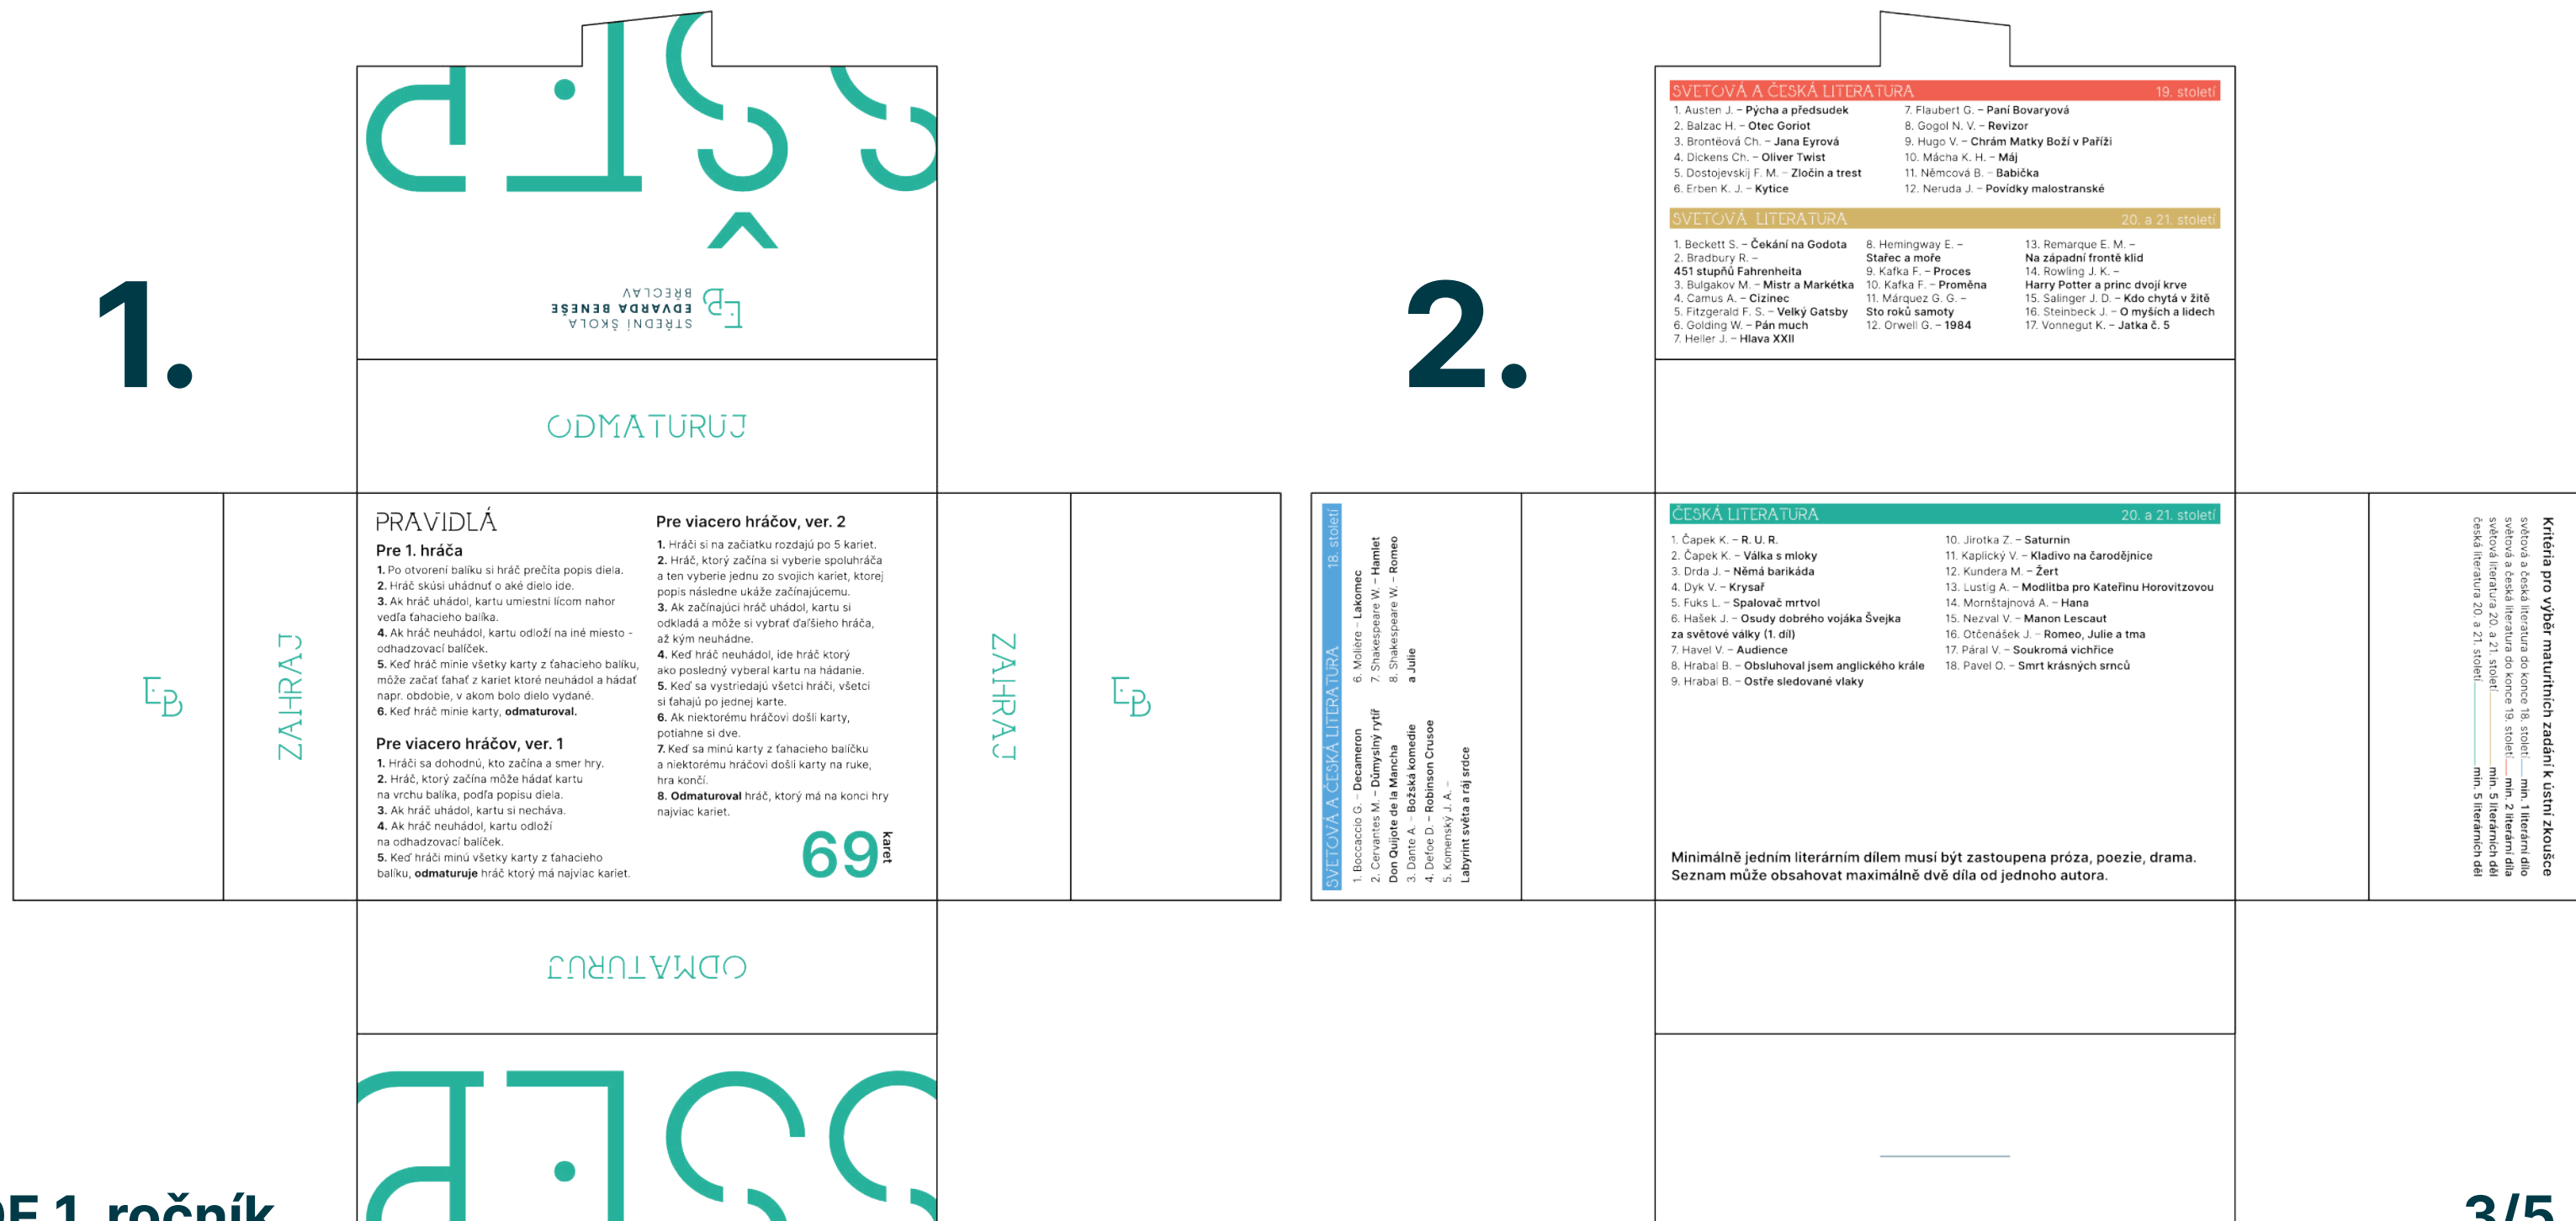 1.
STŘEDNÍ ŠKOLA
EDVARDA BENEŠE
BŘECLAV
ODMATURUJ
ZAHRAJ
PRAVIDLÁ
Pre 1. hráča
1. Po otvorení balíku si hráč prečíta popis diela.
2. Hráč skúsi uhádnuť o aké dielo ide.
3. Ak hráč uhádol, kartu umiestni lícom nahor
vedľa ťahacieho balíka.
4. Ak hráč neuhádol, kartu odloží na iné miesto -
odhadzovací balíček.
5. Keď hráč minie všetky karty z ťahacieho balíku,
môže začať ťahať z kariet ktoré neuhádol a hádať
napr. obdobie, v akom bolo dielo vydané.
6. Keď hráč minie karty, odmaturoval.
Pre viacero hráčov, ver. 1
1. Hráči sa dohodnú, kto začína a smer hry.
2. Hráč, ktorý začína môže hádať kartu
na vrchu balíka, podľa popisu diela.
3. Ak hráč uhádol, kartu si necháva.
4. Ak hráč neuhádol, kartu odloží
na odhadzovací balíček.
5. Keď hráči minú všetky karty z ťahacieho
balíku, odmaturuje hráč ktorý má najviac kariet.
Pre viacero hráčov, ver. 2
1. Hráči si na začiatku rozdajú po 5 kariet.
2. Hráč, ktorý začína si vyberie spoluhráča
a ten vyberie jednu zo svojich kariet, ktorej
popis následne ukáže začínajúcemu.
3. Ak začínajúci hráč uhádol, kartu si
odkladá a môže si vybrať ďaľšieho hráča,
až kým neuhádne.
4. Keď hráč neuhádol, ide hráč ktorý
ako posledný vyberal kartu na hádanie.
5. Keď sa vystriedajú všetci hráči, všetci
si ťahajú po jednej karte.
6. Ak niektorému hráčovi došli karty,
potiahne si dve.
7. Keď sa minú karty z ťahacieho balíčku
a niektorému hráčovi došli karty na ruke,
hra končí.
8. Odmaturoval hráč, ktorý má na konci hry
najviac kariet.
69 karet
ZAHRAJ
EB
EB
ODMATURUJ
2.
SVETOVÁ A ČESKÁ LITERATURA 19. století
1. Austen J. – Pýcha a předsudek
2. Balzac H. – Otec Goriot
3. Brontëová Ch. – Jana Eyrová
4. Dickens Ch. – Oliver Twist
5. Dostojevskij F. M. – Zločin a trest
6. Erben K. J. – Kytice
7. Flaubert G. – Paní Bovaryová
8. Gogol N. V. – Revizor
9. Hugo V. – Chrám Matky Boží v Paříži
10. Mácha K. H. – Máj
11. Němcová B. – Babička
12. Neruda J. – Povídky malostranské
SVETOVÁ LITERATURA 20. a 21. století
1. Beckett S. – Čekání na Godota
2. Bradbury R. –
451 stupňů Fahrenheita
3. Bulgakov M. – Mistr a Markétka
4. Camus A. – Cizinec
5. Fitzgerald F. S. – Velký Gatsby
6. Golding W. – Pán much
7. Heller J. – Hlava XXII
8. Hemingway E. –
Stařec a moře
9. Kafka F. – Proces
10. Kafka F. – Proměna
11. Márquez G. G. –
Sto roků samoty
12. Orwell G. – 1984
13. Remarque E. M. –
Na západní frontě klid
14. Rowling J. K. –
Harry Potter a princ dvojí krve
15. Salinger J. D. – Kdo chytá v žitě
16. Steinbeck J. – O myších a lidech
17. Vonnegut K. – Jatka č. 5
SVETOVÁ A ČESKÁ LITERATURA 18. století
1. Boccaccio G. – Decameron
2. Cervantes M. – Důmyslný rytíř
Don Quijote de la Mancha
3. Dante A. – Božská komedie
4. Defoe D. – Robinson Crusoe
5. Komenský J. A. –
Labyrint světa a ráj srdce
6. Molière – Lakomec
7. Shakespeare W. – Hamlet
8. Shakespeare W. – Romeo
a Julie
ČESKÁ LITERATURA 20. a 21. století
1. Čapek K. – R. U. R.
2. Čapek K. – Válka s mloky
3. Drda J. – Němá barikáda
4. Dyk V. – Krysař
5. Fuks L. – Spalovač mrtvol
6. Hašek J. – Osudy dobrého vojáka Švejka
za světové války (1. díl)
7. Havel V. – Audience
8. Hrabal B. – Obsluhoval jsem anglického krále
9. Hrabal B. – Ostře sledované vlaky
10. Jirotka Z. – Saturnin
11. Kaplický V. – Kladivo na čarodějnice
12. Kundera M. – Žert
13. Lustig A. – Modlitba pro Kateřinu Horovitzovou
14. Mornštajnová A. – Hana
15. Nezval V. – Manon Lescaut
16. Otčenášek J. – Romeo, Julie a tma
17. Páral V. – Soukromá vichřice
18. Pavel O. – Smrt krásných srnců
Minimálně jedním literárním dílem musí být zastoupena próza, poezie, drama.
Seznam může obsahovat maximálně dvě díla od jednoho autora.
Kritéria pro výběr maturitních zadání k ústní zkoušce
světová a česká literatura do konce 18. století min. 1 literární dílo
světová a česká literatura do konce 19. století min. 2 literární díla
světová literatura 20. a 21. století min. 5 literárních děl
česká literatura 20. a 21. století min. 5 literárních děl
1. ročník
3/5